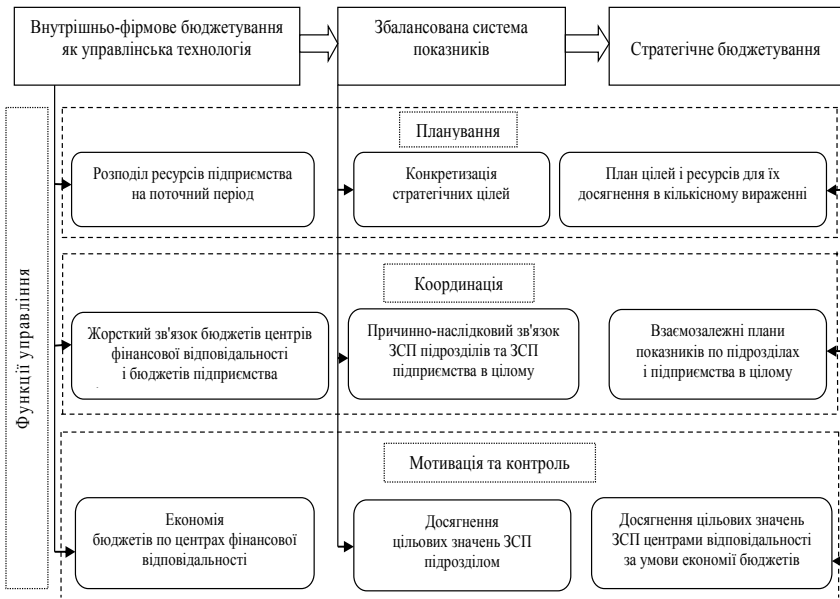 Внутрішньо-фірмове бюджетування
як управлінська технологія
Збалансована система
показників
Стратегічне бюджетування
Функції управління
Планування
Розподіл ресурсів підприємства
на поточний період
Конкретизація
стратегічних цілей
План цілей і ресурсів для їх
досягнення в кількісному вираженні
Координація
Жорсткий зв'язок бюджетів центрів
фінансової відповідальності
і бюджетів підприємства
Причинно-наслідковий зв'язок
ЗСП підрозділів та ЗСП
підприємства в цілому
Взаємозалежні плани
показників по підрозділах
і підприємства в цілому
Мотивація та контроль
Економія
бюджетів по центрах фінансової
відповідальності
Досягнення
цільових значень ЗСП
підрозділом
Досягнення цільових значень
ЗСП центрами відповідальності
за умови економії бюджетів